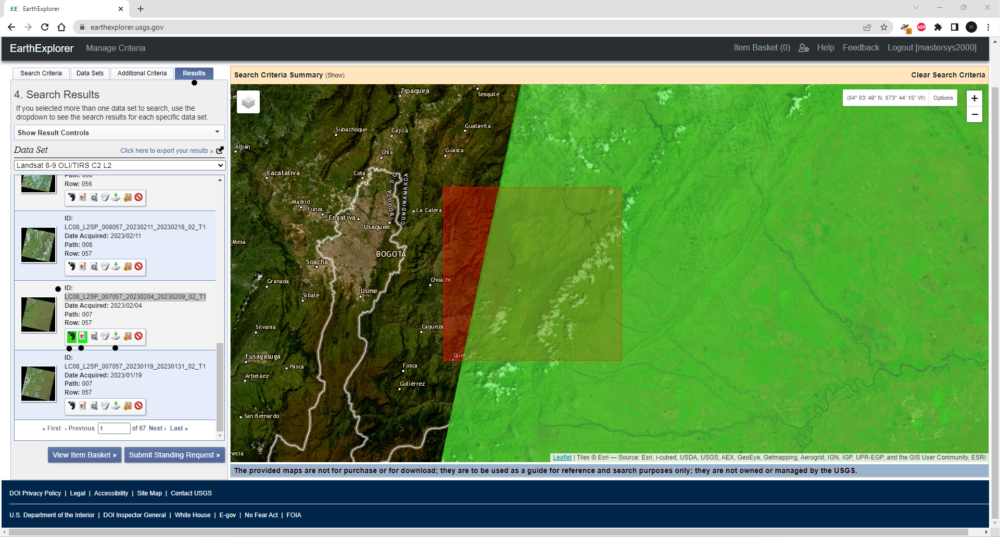 EE EarthExplorer
earthexplorer.usgs.gov
3 ABP
EarthExplorer Manage Criteria Item Basket (0) Help Feedback Logout [mastersys2000]
Search Criteria Data Sets Additional Criteria Results
4. Search Results
If you selected more than one data set to search, use the
dropdown to see the search results for each specific data set.
Show Result Controls
Data Set Click here to export your results »
Landsat 8-9 OLI/TIRS C2 L2
Row: 056
ID:
LC08_L2SP_008057_20230211_20230218_02_T1
Date Acquired: 2023/02/11
Path: 008
Row: 057
ID:
LC08_L2SP_007057_20230204_20230209_02_T1
Date Acquired: 2023/02/04
Path: 007
Row: 057
ID:
LC08_L2SP_007057_20230119_20230131_02_T1
Date Acquired: 2023/01/19
Path: 007
Row: 057
« First ‹ Previous 1 of 67 Next › Last »
View Item Basket » Submit Standing Request »
Search Criteria Summary (Show) Clear Search Criteria
(04° 03' 46" N, 073° 44' 15" W) Options
+
−
Zipaquirá
Sesquilé
Subachoque
Cajicá
Guatavita
Albán
Chía
Guasca
Facatativá
Cota
BOGOTÁ, D.C.
CUNDINAMARCA
Madrid
Funza
La Calera
Engativa
Usaquen
Mesa
BOGOTÁ
Soacha
Granada
Choachí
Sibaté
Usme
Silvania
Caqueza
Fusagasugá
Que
Pasca
Fosca
Arbeláez
Gutiérrez
San Bernardo
necia
Leaflet | Tiles © Esri — Source: Esri, i-cubed, USDA, USGS, AEX, GeoEye, Getmapping, Aerogrid, IGN, IGP, UPR-EGP, and the GIS User Community, ESRI
The provided maps are not for purchase or for download; they are to be used as a guide for reference and search purposes only; they are not owned or managed by the USGS.
DOI Privacy Policy | Legal | Accessibility | Site Map | Contact USGS
U.S. Department of the Interior | DOI Inspector General | White House | E-gov | No Fear Act | FOIA